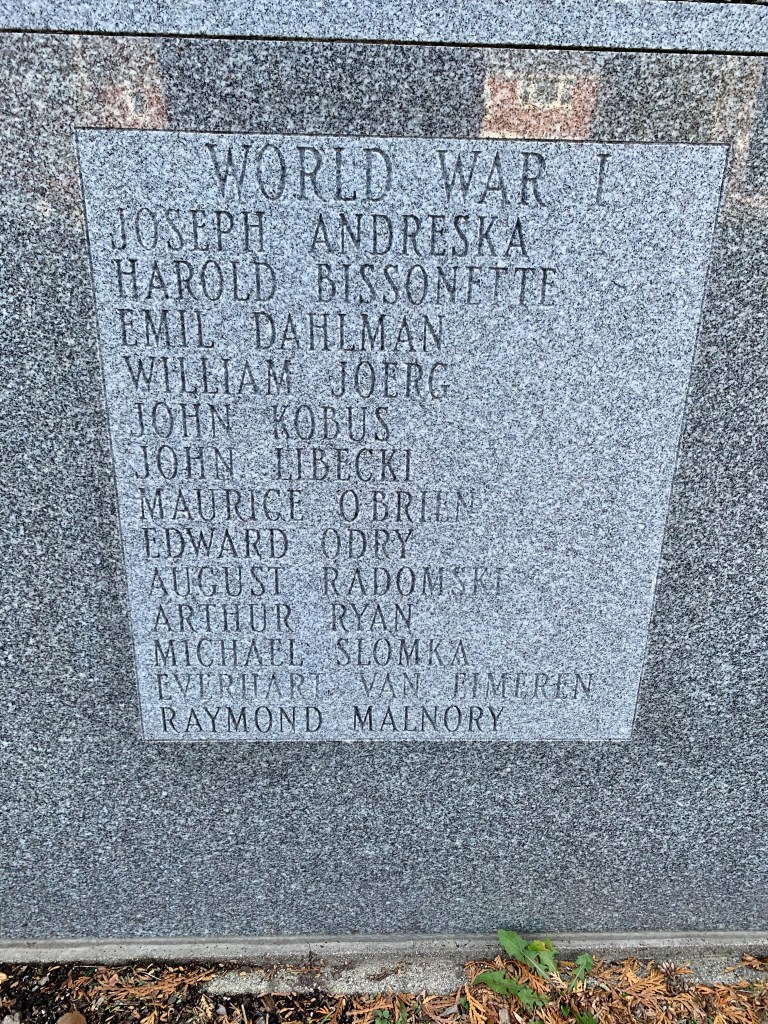 WORLD WAR I
JOSEPH ANDRESKA
HAROLD BISSONETTE
EMIL DAHLMAN
WILLIAM JOERG
JOHN KOBUS
JOHN LIBECKI
MAURICE O'BRIEN
EDWARD ODRY
AUGUST RADOMSKI
ARTHUR RYAN
MICHAEL SLOMKA
EVERHART VAN EIMEREN
RAYMOND MALNORY